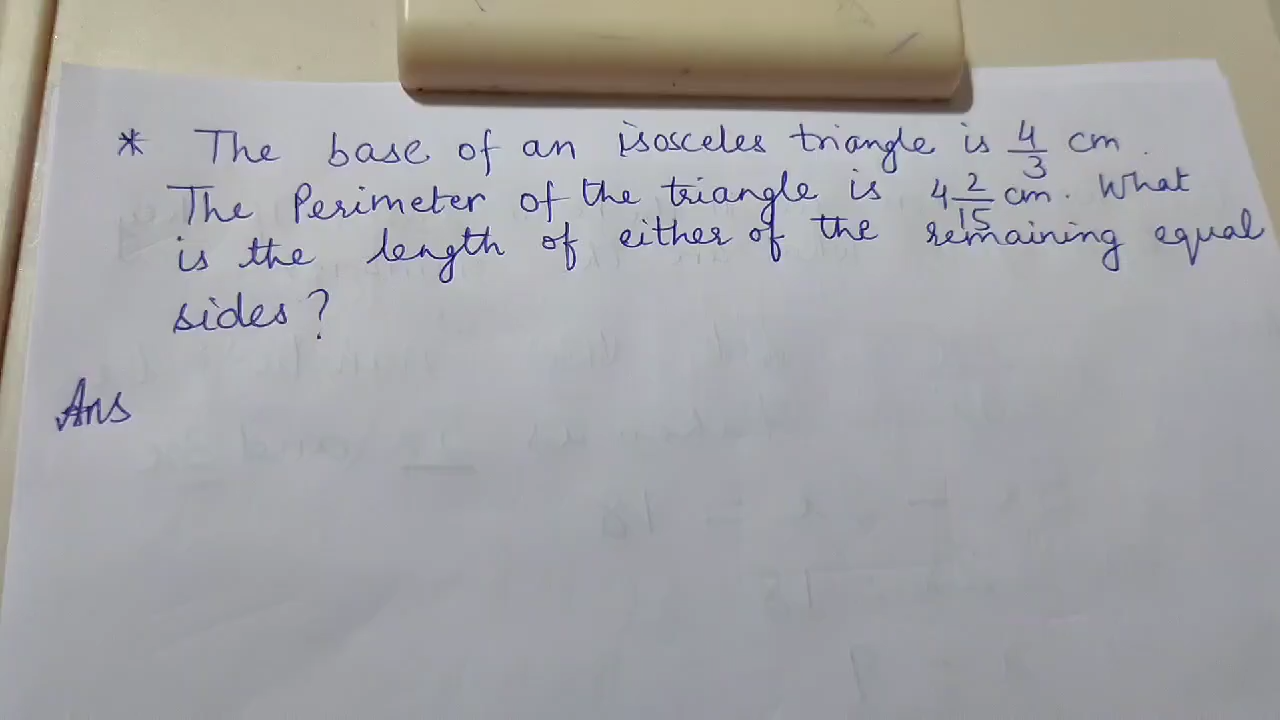 * The base of an isosceles triangle is 4/3 cm.
The Perimeter of the triangle is 4 2/15 cm. What
is the length of either of the remaining equal
sides?
Ans